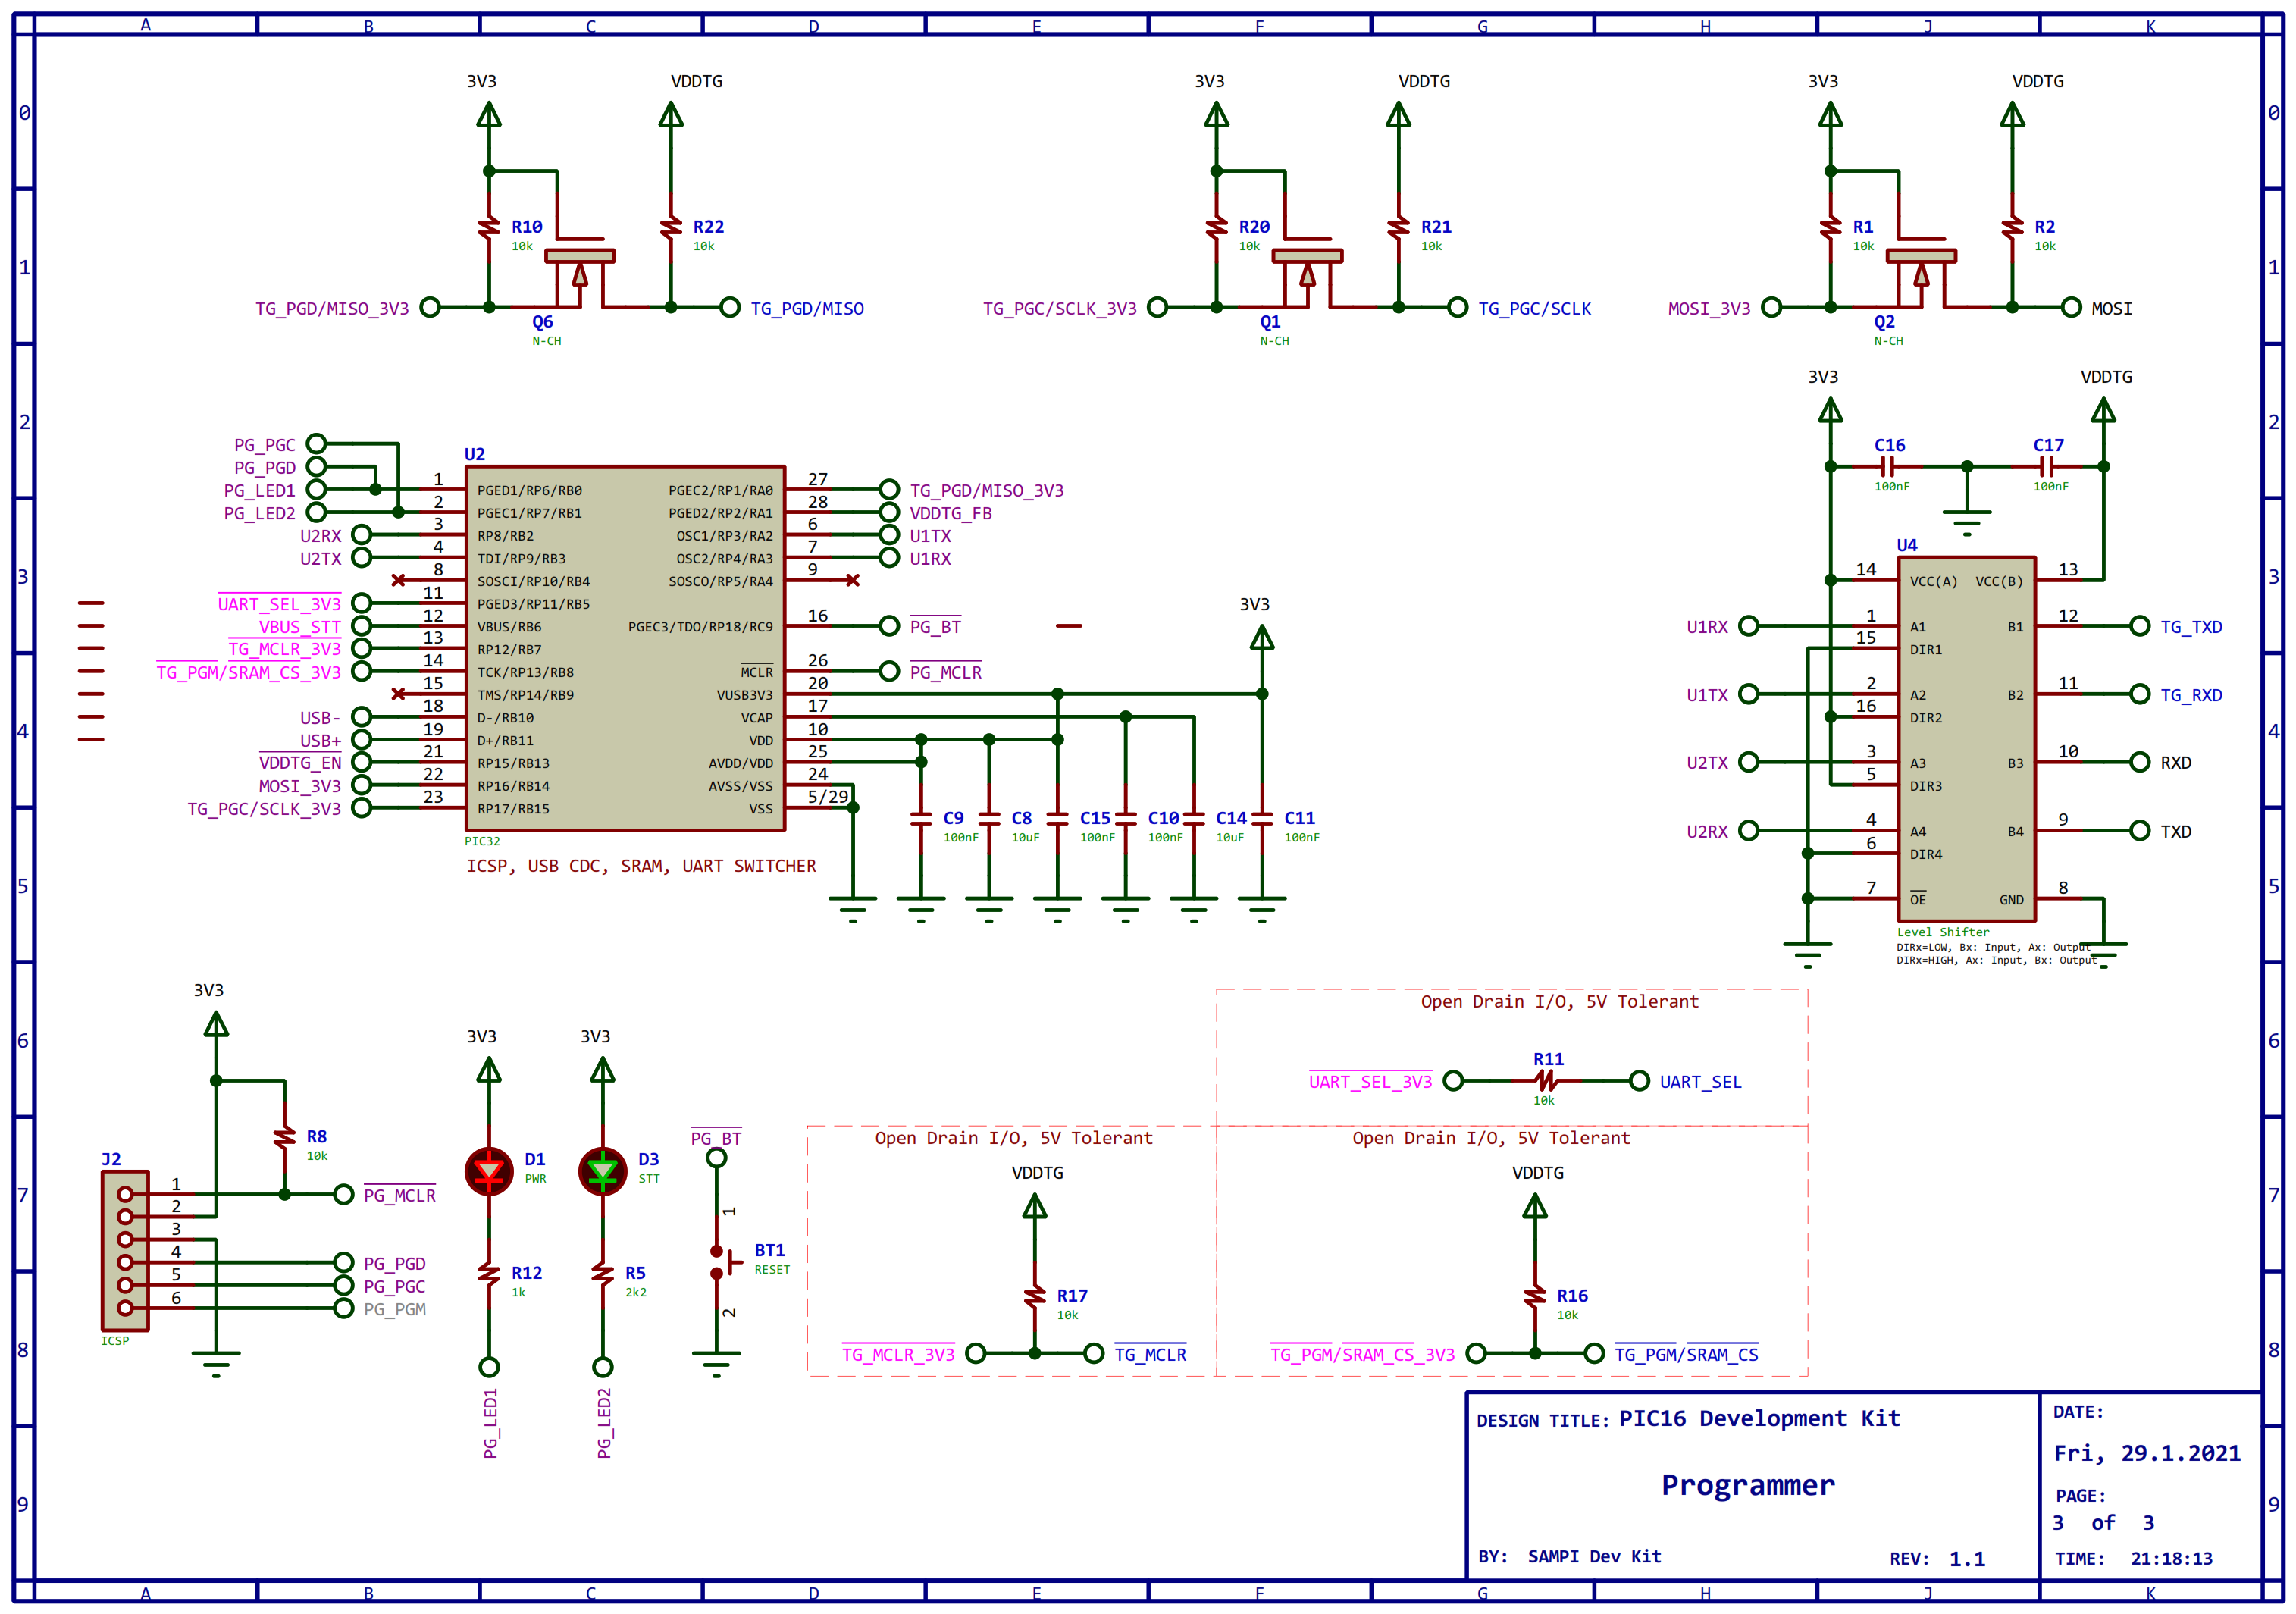 A B C D E F G H J K
3V3 VDDTG 3V3 VDDTG 3V3 VDDTG
0 0
R10 R22 R20 R21 R1 R2
10k 10k 10k 10k 10k 10k
1 1
TG_PGD/MISO_3V3 TG_PGD/MISO TG_PGC/SCLK_3V3 TG_PGC/SCLK MOSI_3V3 MOSI
Q6 Q1 Q2
N-CH N-CH N-CH
3V3 VDDTG
2 2
C16 C17
100nF 100nF
PG_PGC
U2
PG_PGD
PG_LED1 1 PGED1/RP6/RB0 PGEC2/RP1/RA0 27 TG_PGD/MISO_3V3
PG_LED2 2 PGEC1/RP7/RB1 PGED2/RP2/RA1 28 VDDTG_FB
U2RX 3 RP8/RB2 OSC1/RP3/RA2 6 U1TX
U2TX 4 TDI/RP9/RB3 OSC2/RP4/RA3 7 U1RX
3 8 SOSCI/RP10/RB4 SOSCO/RP5/RA4 9 3
UART_SEL_3V3 11 PGED3/RP11/RB5
VBUS_STT 12 VBUS/RB6 PGEC3/TDO/RP18/RC9 16 PG_BT
TG_MCLR_3V3 13 RP12/RB7
TG_PGM/SRAM_CS_3V3 14 TCK/RP13/RB8 MCLR 26 PG_MCLR
15 TMS/RP14/RB9 VUSB3V3 20
USB- 18 D-/RB10 VCAP 17
4 USB+ 19 D+/RB11 VDD 10 4
VDDTG_EN 21 RP15/RB13 AVDD/VDD 25
MOSI_3V3 22 RP16/RB14 AVSS/VSS 24
TG_PGC/SCLK_3V3 23 RP17/RB15 VSS 5/29
PIC32
ICSP, USB CDC, SRAM, UART SWITCHER
3V3
C9 C8 C15 C10 C14 C11
100nF 10uF 100nF 100nF 10uF 100nF
U4
14 VCC(A) VCC(B) 13
U1RX 1 A1 B1 12 TG_TXD
15 DIR1
U1TX 2 A2 B2 11 TG_RXD
16 DIR2
U2TX 3 A3 B3 10 RXD
5 DIR3
U2RX 4 A4 B4 9 TXD
6 DIR4
7 OE GND 8
Level Shifter
DIRx=LOW, Bx: Input, Ax: Output
DIRx=HIGH, Ax: Input, Bx: Output
5 5
3V3
6 3V3 3V3 6
R8
10k
J2
1 PG_MCLR
2
3
4 PG_PGD
5 PG_PGC
6 PG_PGM
ICSP
D1
PWR
R12
1k
PG_LED1
D3
STT
R5
2k2
PG_LED2
PG_BT
1
BT1
RESET
2
Open Drain I/O, 5V Tolerant
UART_SEL_3V3 R11 UART_SEL
10k
7 7
Open Drain I/O, 5V Tolerant
VDDTG
R17
10k
TG_MCLR_3V3 TG_MCLR
Open Drain I/O, 5V Tolerant
VDDTG
R16
10k
TG_PGM/SRAM_CS_3V3 TG_PGM/SRAM_CS
8 8
DESIGN TITLE: PIC16 Development Kit
Programmer
BY: SAMPI Dev Kit
REV: 1.1
DATE:
Fri, 29.1.2021
PAGE:
3 of 3
TIME: 21:18:13
9 9
A B C D E F G H J K